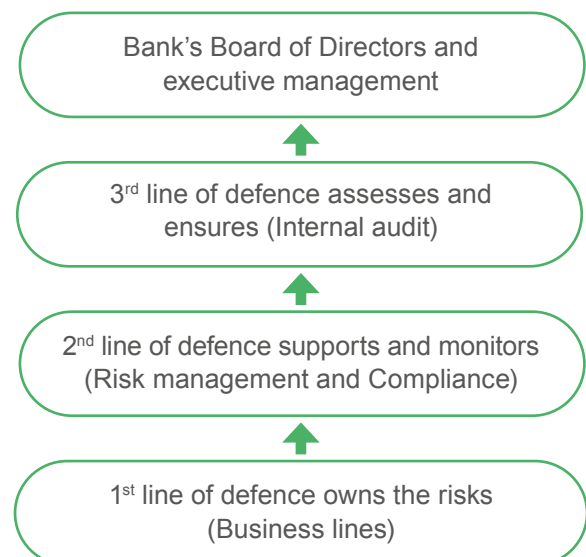 Bank’s Board of Directors and
executive management
3rd line of defence assesses and
ensures (Internal audit)
2nd line of defence supports and monitors
(Risk management and Compliance)
1st line of defence owns the risks
(Business lines)